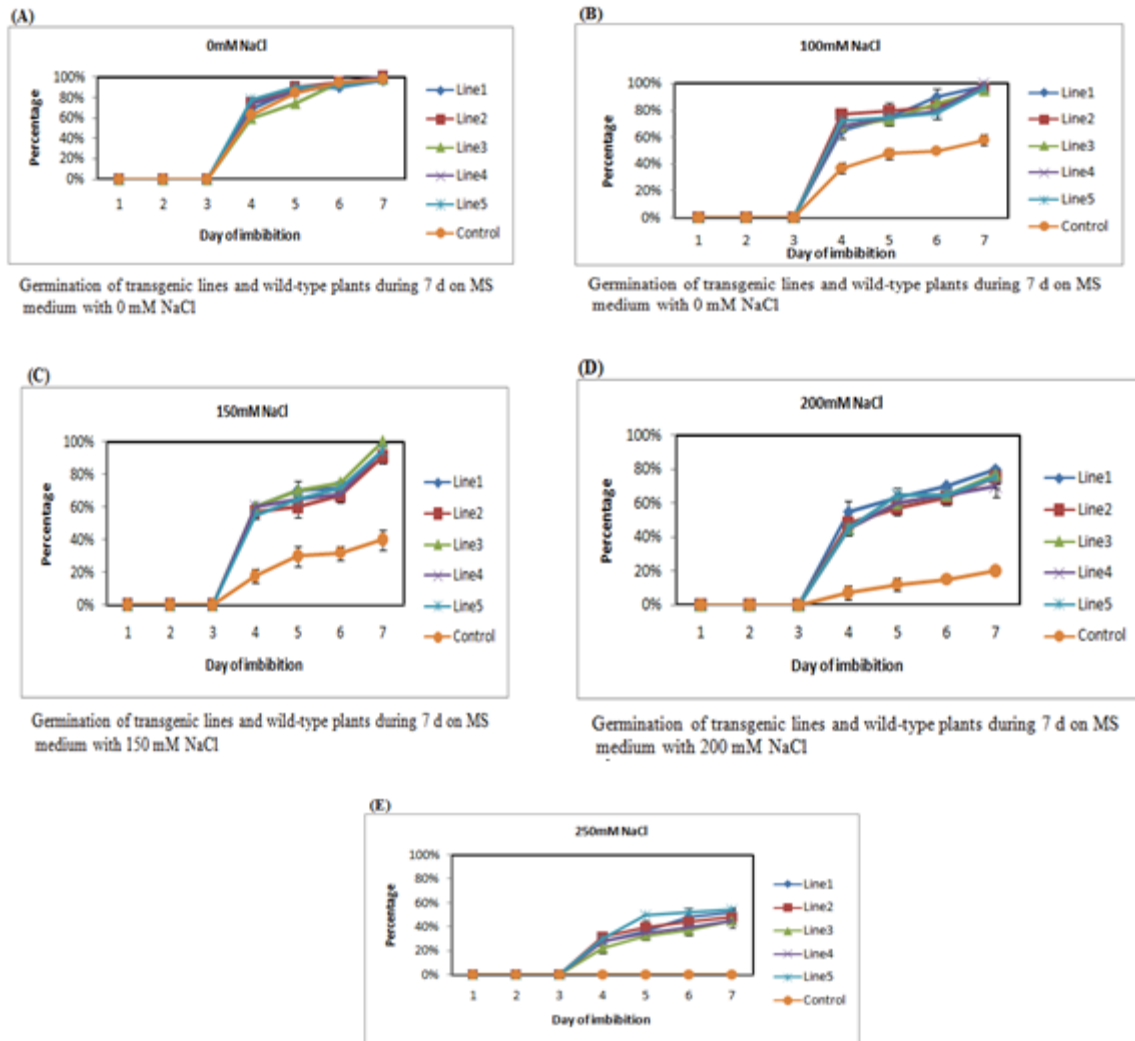 (A)
0mM NaCl
Percentage
100%
80%
60%
40%
20%
0%
1 2 3 4 5 6 7
Day of imbibition
Line1
Line2
Line3
Line4
Line5
Control
Germination of transgenic lines and wild-type plants during 7 d on MS
medium with 0 mM NaCl
(B)
100mM NaCl
Percentage
100%
80%
60%
40%
20%
0%
1 2 3 4 5 6 7
Day of imbibition
Line1
Line2
Line3
Line4
Line5
Control
Germination of transgenic lines and wild-type plants during 7 d on MS
medium with 0 mM NaCl
(C)
150mM NaCl
Percentage
100%
80%
60%
40%
20%
0%
1 2 3 4 5 6 7
Day of imbibition
Line1
Line2
Line3
Line4
Line5
Control
Germination of transgenic lines and wild-type plants during 7 d on MS
medium with 150 mM NaCl
(D)
200mM NaCl
Percentage
100%
80%
60%
40%
20%
0%
1 2 3 4 5 6 7
Day of imbibition
Line1
Line2
Line3
Line4
Line5
Control
Germination of transgenic lines and wild-type plants during 7 d on MS
medium with 200 mM NaCl
(E)
250mM NaCl
Percentage
100%
80%
60%
40%
20%
0%
1 2 3 4 5 6 7
Day of imbibition
Line1
Line2
Line3
Line4
Line5
Control